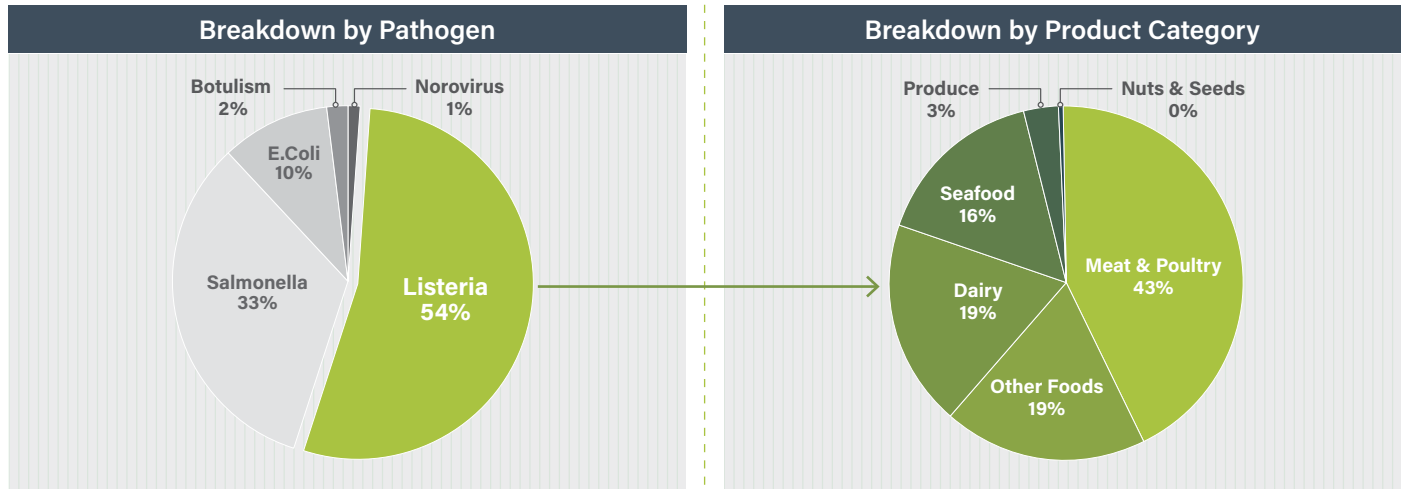 Breakdown by Pathogen
Botulism
2%
Norovirus
1%
E.Coli
10%
Salmonella
33%
Listeria
54%
Breakdown by Product Category
Produce
3%
Nuts & Seeds
0%
Seafood
16%
Meat & Poultry
43%
Dairy
19%
Other Foods
19%